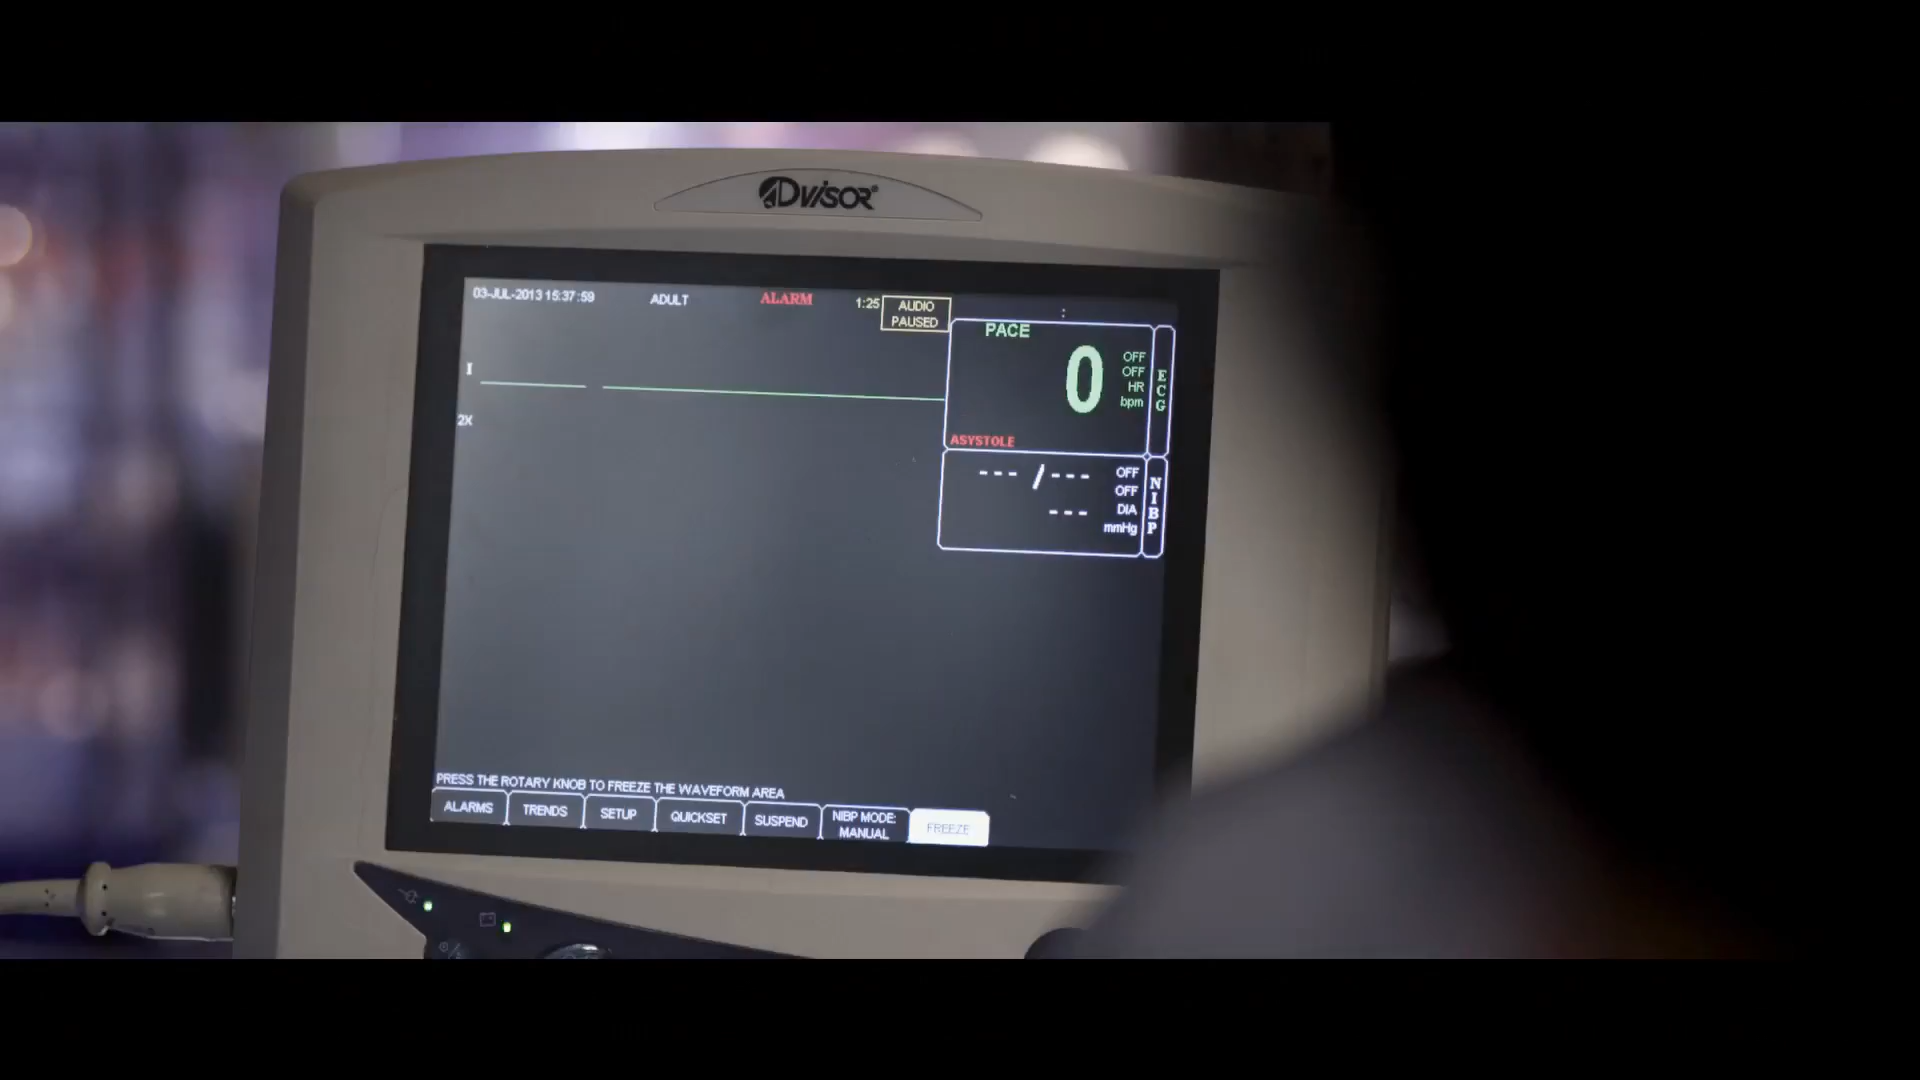 ADVISOR®
03-JUL-2013 15:37:59 ADULT ALARM 1:25 AUDIO PAUSED
:
PACE
I
0
OFF
OFF
HR
bpm
ECG
2X
ASYSTOLE
---/---
OFF
OFF
---
DIA
mmHg
NIBP
PRESS THE ROTARY KNOB TO FREEZE THE WAVEFORM AREA
ALARMS TRENDS SETUP QUICKSET SUSPEND NIBP MODE: MANUAL FREEZE